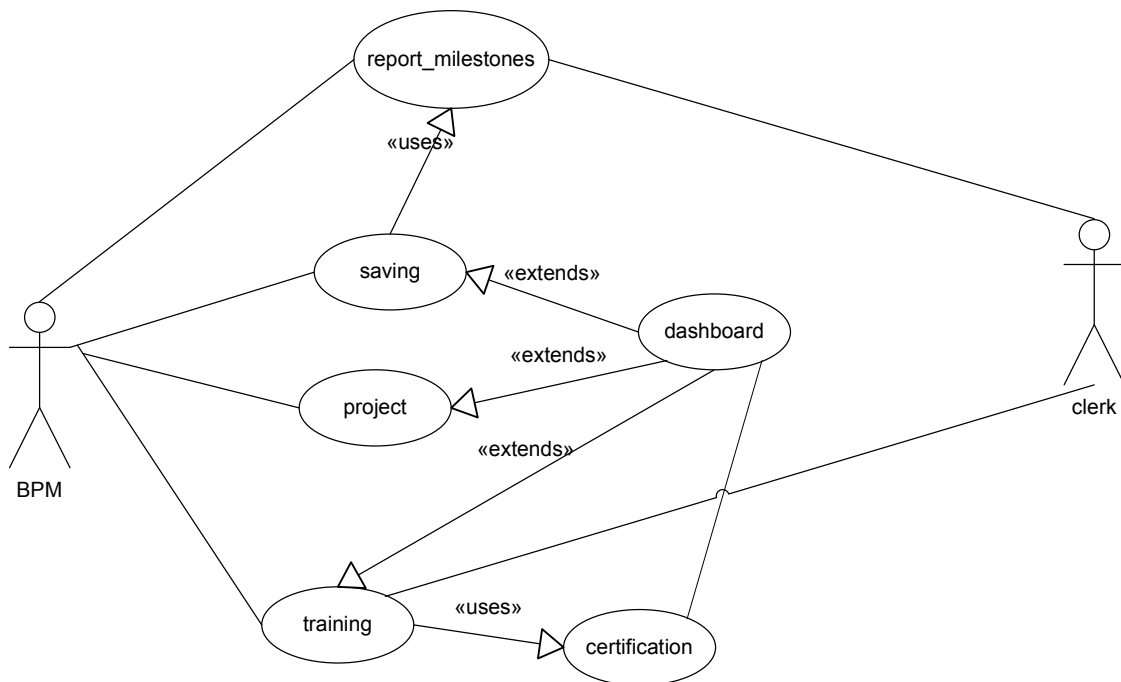 report_milestones
«uses»
saving
«extends»
dashboard
«extends»
project
clerk
«extends»
BPM
«uses»
training
certification